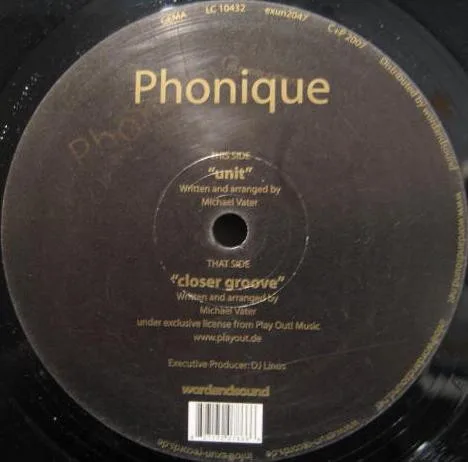 GEMA LC 10432 exun2047 C+P 2007 Distributed by wordandsound
Phonique
THIS SIDE
"unit"
Written and arranged by
Michael Vater
THAT SIDE
"closer groove"
Written and arranged by
Michael Vater
under exclusive license from Play Out! Music
www.playout.de
Executive Producer: DJ Linus
wordandsound